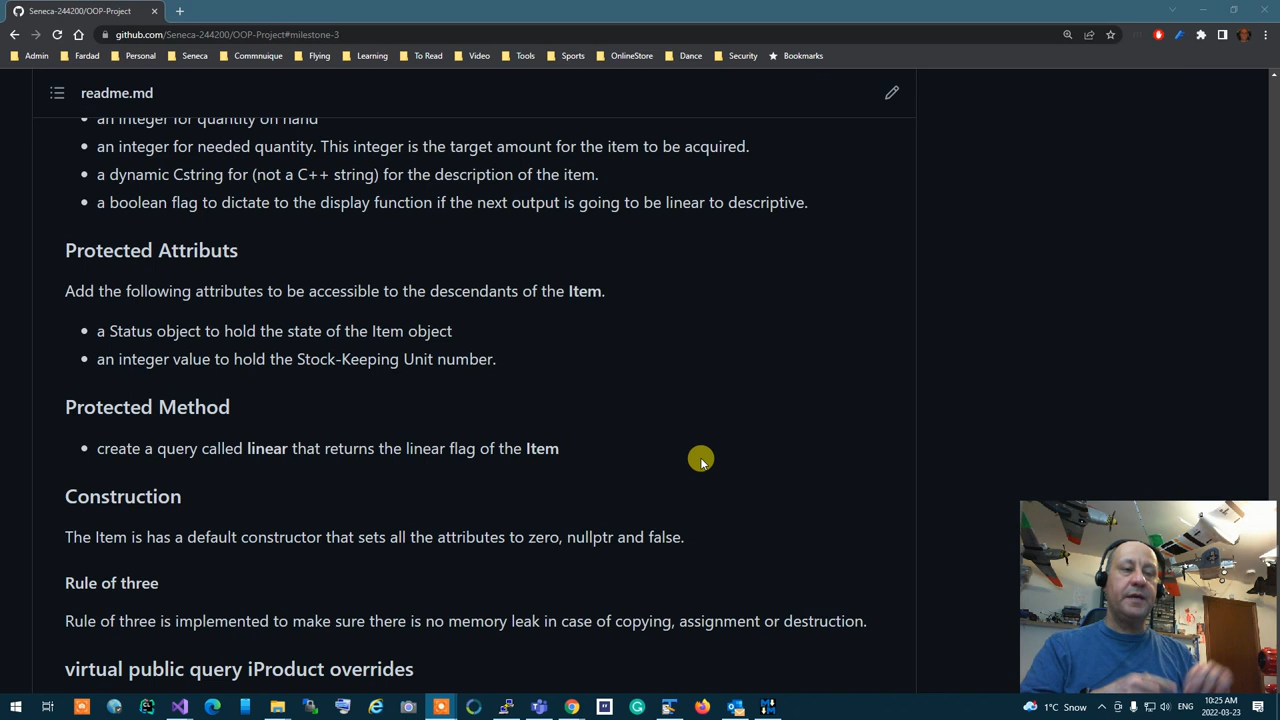 Seneca-244200/OOP-Project
github.com/Seneca-244200/OOP-Project#milestone-3
Admin Fardad Personal Seneca Commnuique Flying Learning To Read Video Tools Sports OnlineStore Dance Security Bookmarks
readme.md
an integer for quantity on hand
an integer for needed quantity. This integer is the target amount for the item to be acquired.
a dynamic Cstring for (not a C++ string) for the description of the item.
a boolean flag to dictate to the display function if the next output is going to be linear to descriptive.
Protected Attributs
Add the following attributes to be accessible to the descendants of the Item.
a Status object to hold the state of the Item object
an integer value to hold the Stock-Keeping Unit number.
Protected Method
create a query called linear that returns the linear flag of the Item
Construction
The Item is has a default constructor that sets all the attributes to zero, nullptr and false.
Rule of three
Rule of three is implemented to make sure there is no memory leak in case of copying, assignment or destruction.
virtual public query iProduct overrides
1°C Snow
ENG
10:25 AM
2022-03-23